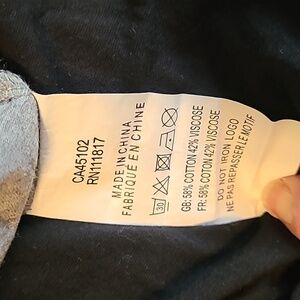 CA45102
RN111817
MADE IN CHINA
FABRIQUÉ EN CHINE
30
GB: 58% COTTON 42% VISCOSE
FR: 58% COTON 42% VISCOSE
DO NOT IRON LOGO
NE PAS REPASSER LE MOTIF